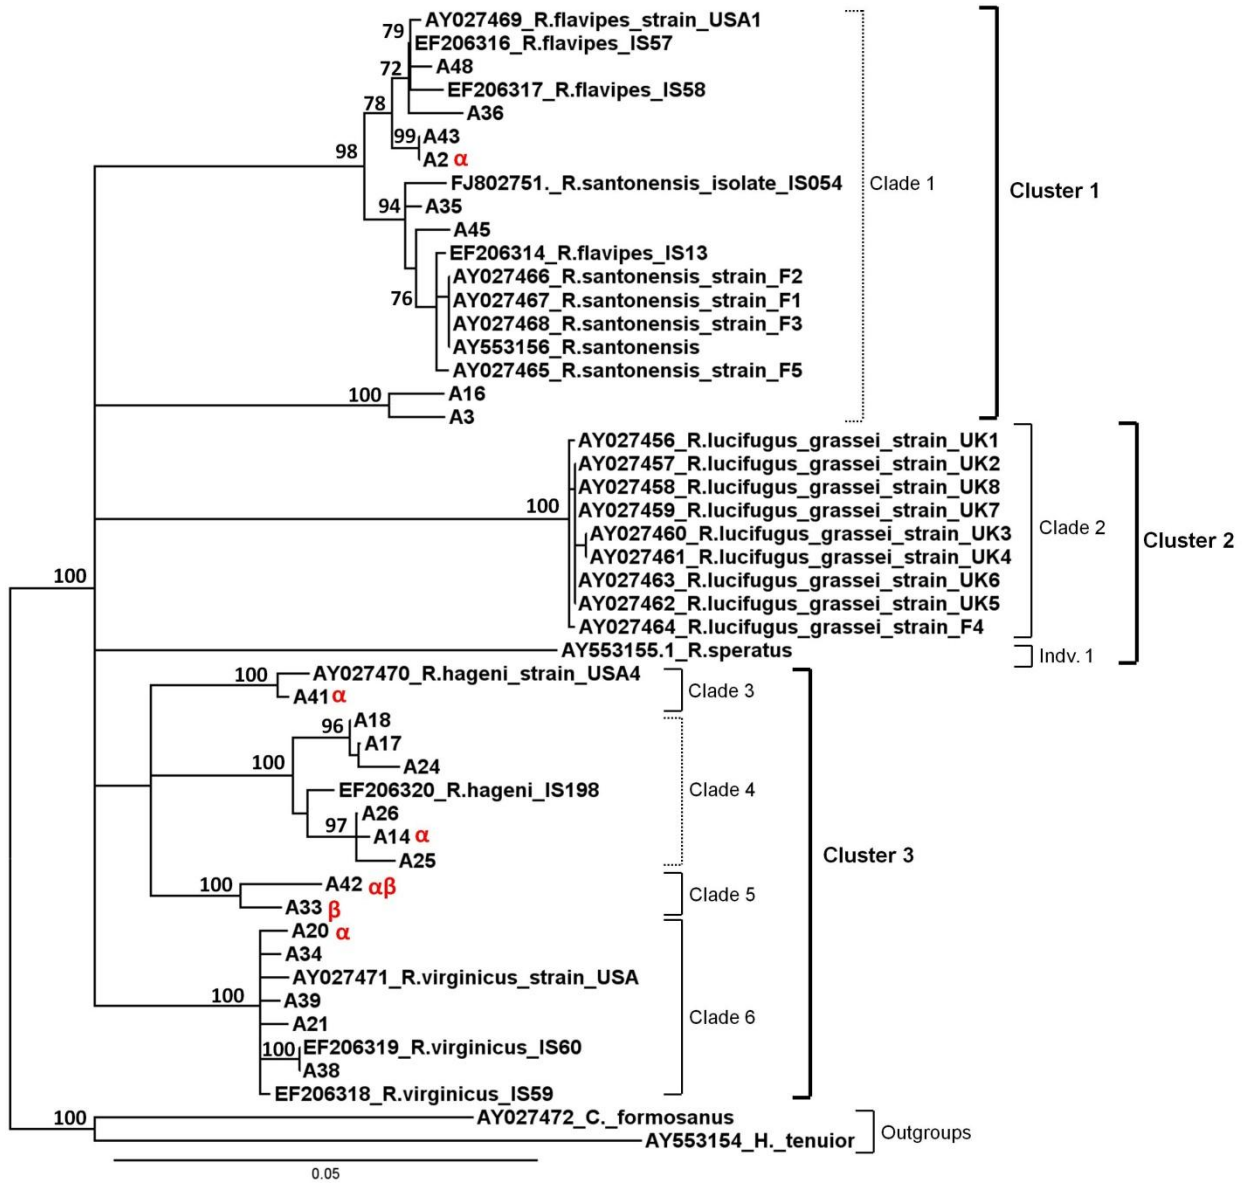 AY027469_R.flavipes_strain_USA1
79
EF206316_R.flavipes_IS57
72
A48
EF206317_R.flavipes_IS58
78
A36
99
A43
A2 α
98
FJ802751._R.santonensis_isolate_IS054
Clade 1
Cluster 1
94
A35
A45
EF206314_R.flavipes_IS13
AY027466_R.santonensis_strain_F2
76
AY027467_R.santonensis_strain_F1
AY027468_R.santonensis_strain_F3
AY553156_R.santonensis
AY027465_R.santonensis_strain_F5
100
A16
A3
AY027456_R.lucifugus_grassei_strain_UK1
AY027457_R.lucifugus_grassei_strain_UK2
AY027458_R.lucifugus_grassei_strain_UK8
100
AY027459_R.lucifugus_grassei_strain_UK7
Clade 2
Cluster 2
AY027460_R.lucifugus_grassei_strain_UK3
AY027461_R.lucifugus_grassei_strain_UK4
100
AY027463_R.lucifugus_grassei_strain_UK6
AY027462_R.lucifugus_grassei_strain_UK5
AY027464_R.lucifugus_grassei_strain_F4
AY553155.1_R.speratus
Indv. 1
100
AY027470_R.hageni_strain_USA4
Clade 3
A41 α
96
A18
A17
100
A24
EF206320_R.hageni_IS198
Clade 4
A26
97
A14 α
A25
Cluster 3
100
A42 αβ
Clade 5
A33 β
A20 α
A34
AY027471_R.virginicus_strain_USA
100
A39
A21
Clade 6
100
EF206319_R.virginicus_IS60
A38
EF206318_R.virginicus_IS59
100
AY027472_C._formosanus
AY553154_H._tenuior
Outgroups
0.05